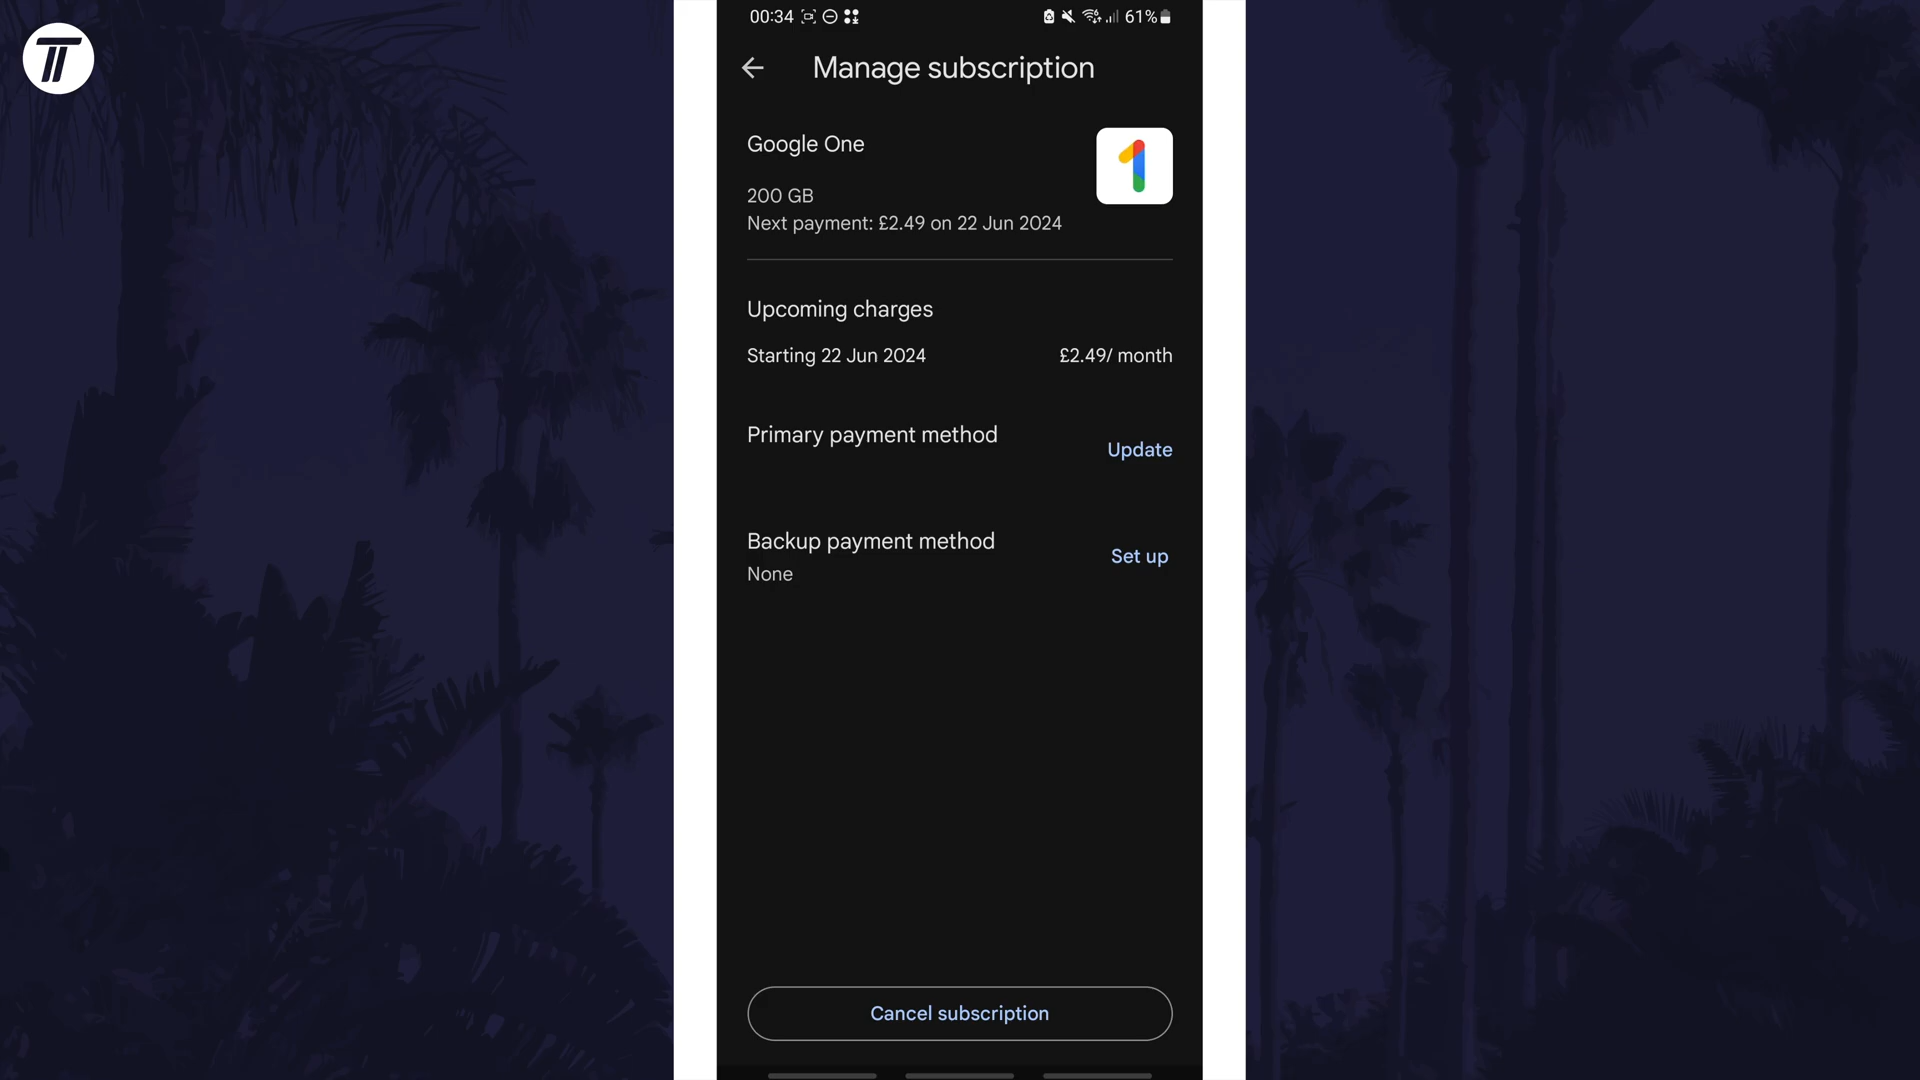 00:34
61%
Manage subscription
Google One
200 GB
Next payment: £2.49 on 22 Jun 2024
Upcoming charges
Starting 22 Jun 2024 £2.49/ month
Primary payment method
Update
Backup payment method
None
Set up
Cancel subscription